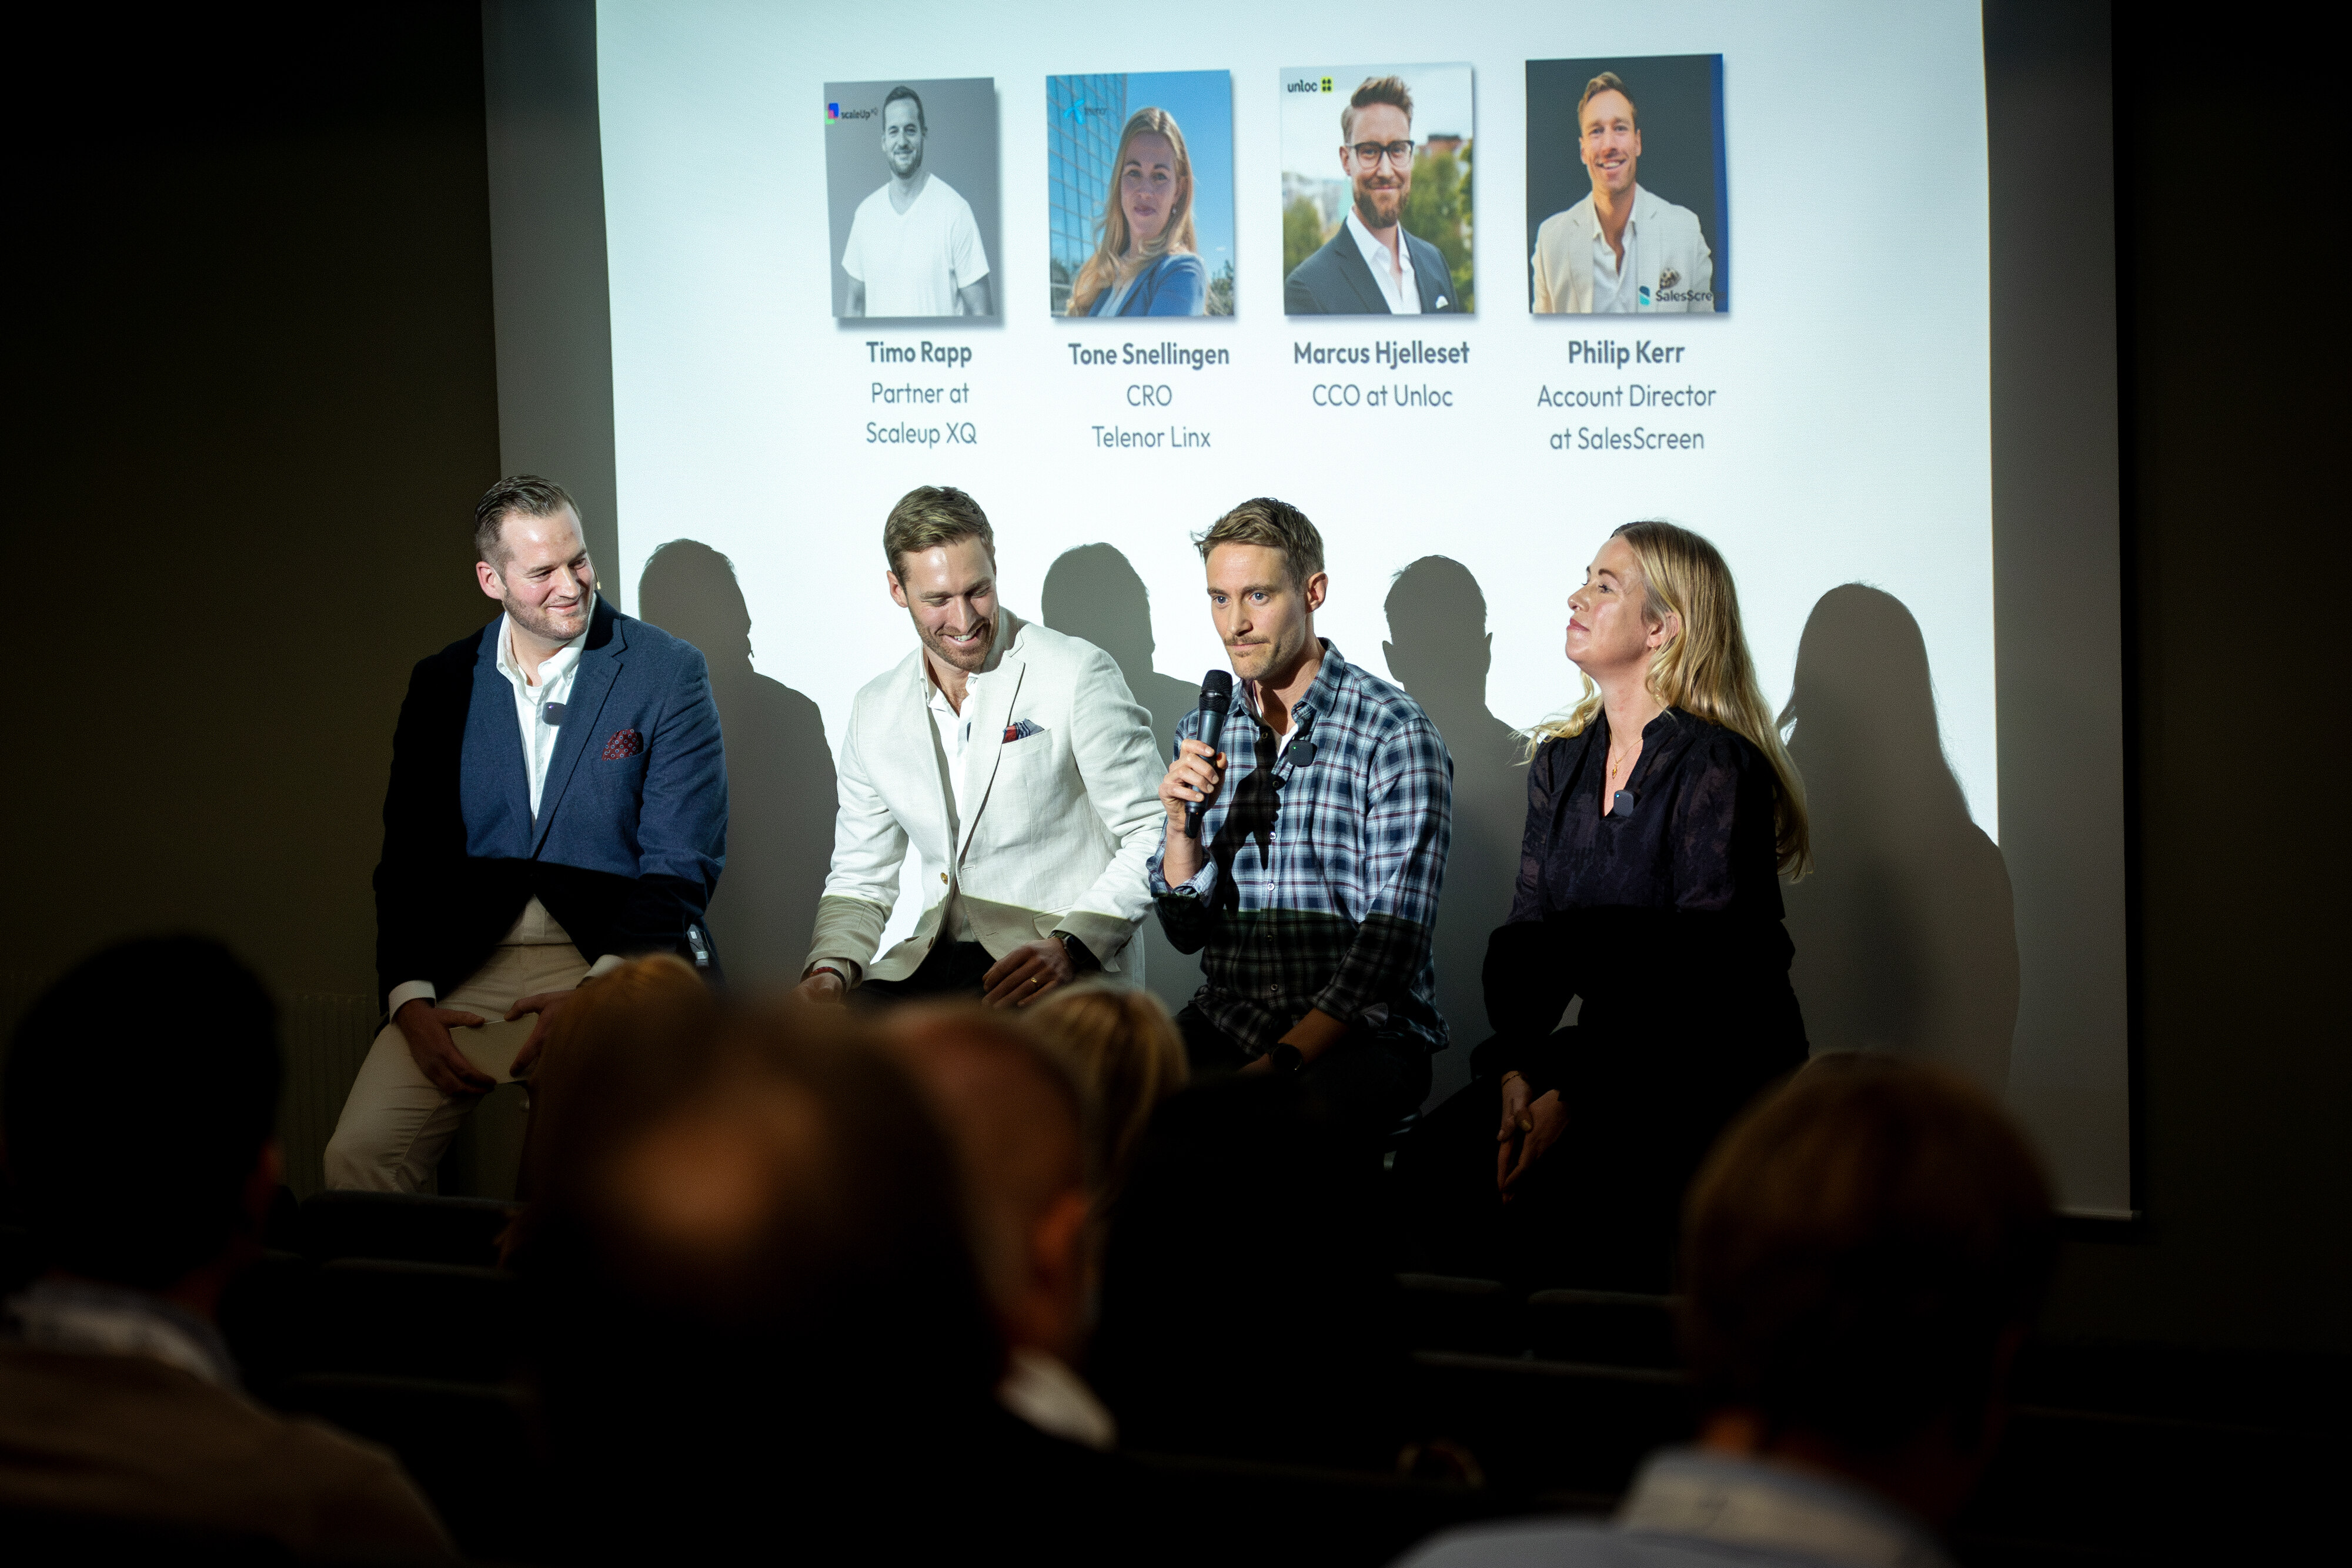 scaleUp XQ
unloc
SalesScre
Timo Rapp
Partner at
Scaleup XQ
Tone Snellingen
CRO
Telenor Linx
Marcus Hjelleset
CCO at Unloc
Philip Kerr
Account Director
at SalesScreen